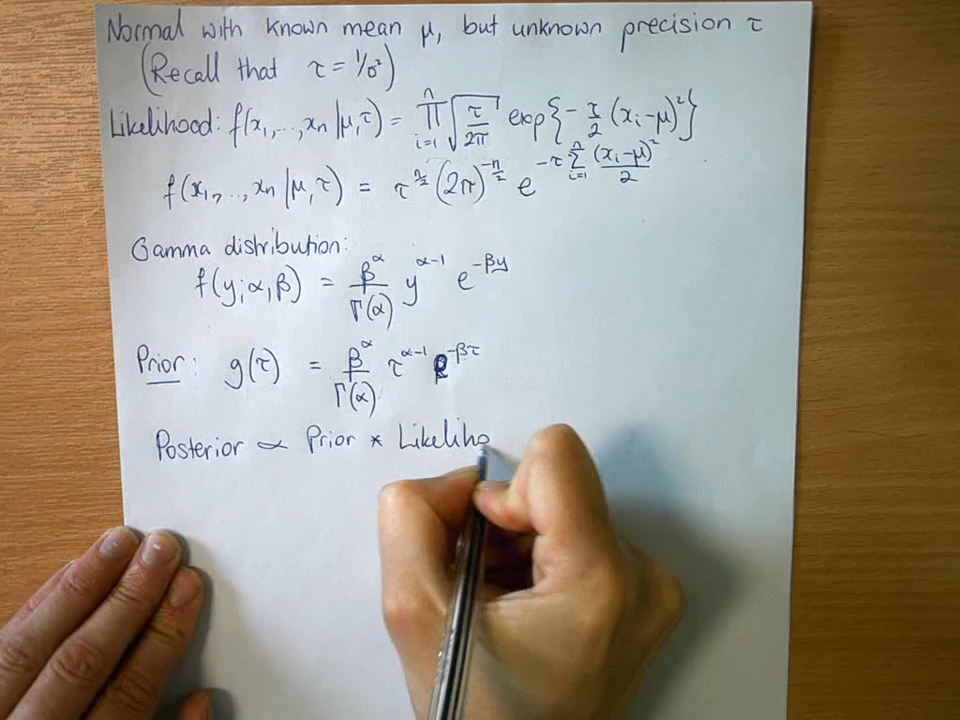 Normal with known mean μ, but unknown precision τ
(Recall that τ = 1/σ²)
Likelihood: f(x₁,...,xₙ|μ,τ) = ∏ᵢ₌₁ⁿ √(τ/2π) exp{-τ/2 (xᵢ-μ)²}
f(x₁,...,xₙ|μ,τ) = τ^(n/2) (2π)^(-n/2) e^(-τ ∑ᵢ₌₁ⁿ (xᵢ-μ)²/2)
Gamma distribution:
f(y;α,β) = β^α/Γ(α) y^(α-1) e^(-βy)
Prior: g(τ) = β^α/Γ(α) τ^(α-1) e^(-βτ)
Posterior ∝ Prior * Likeliho